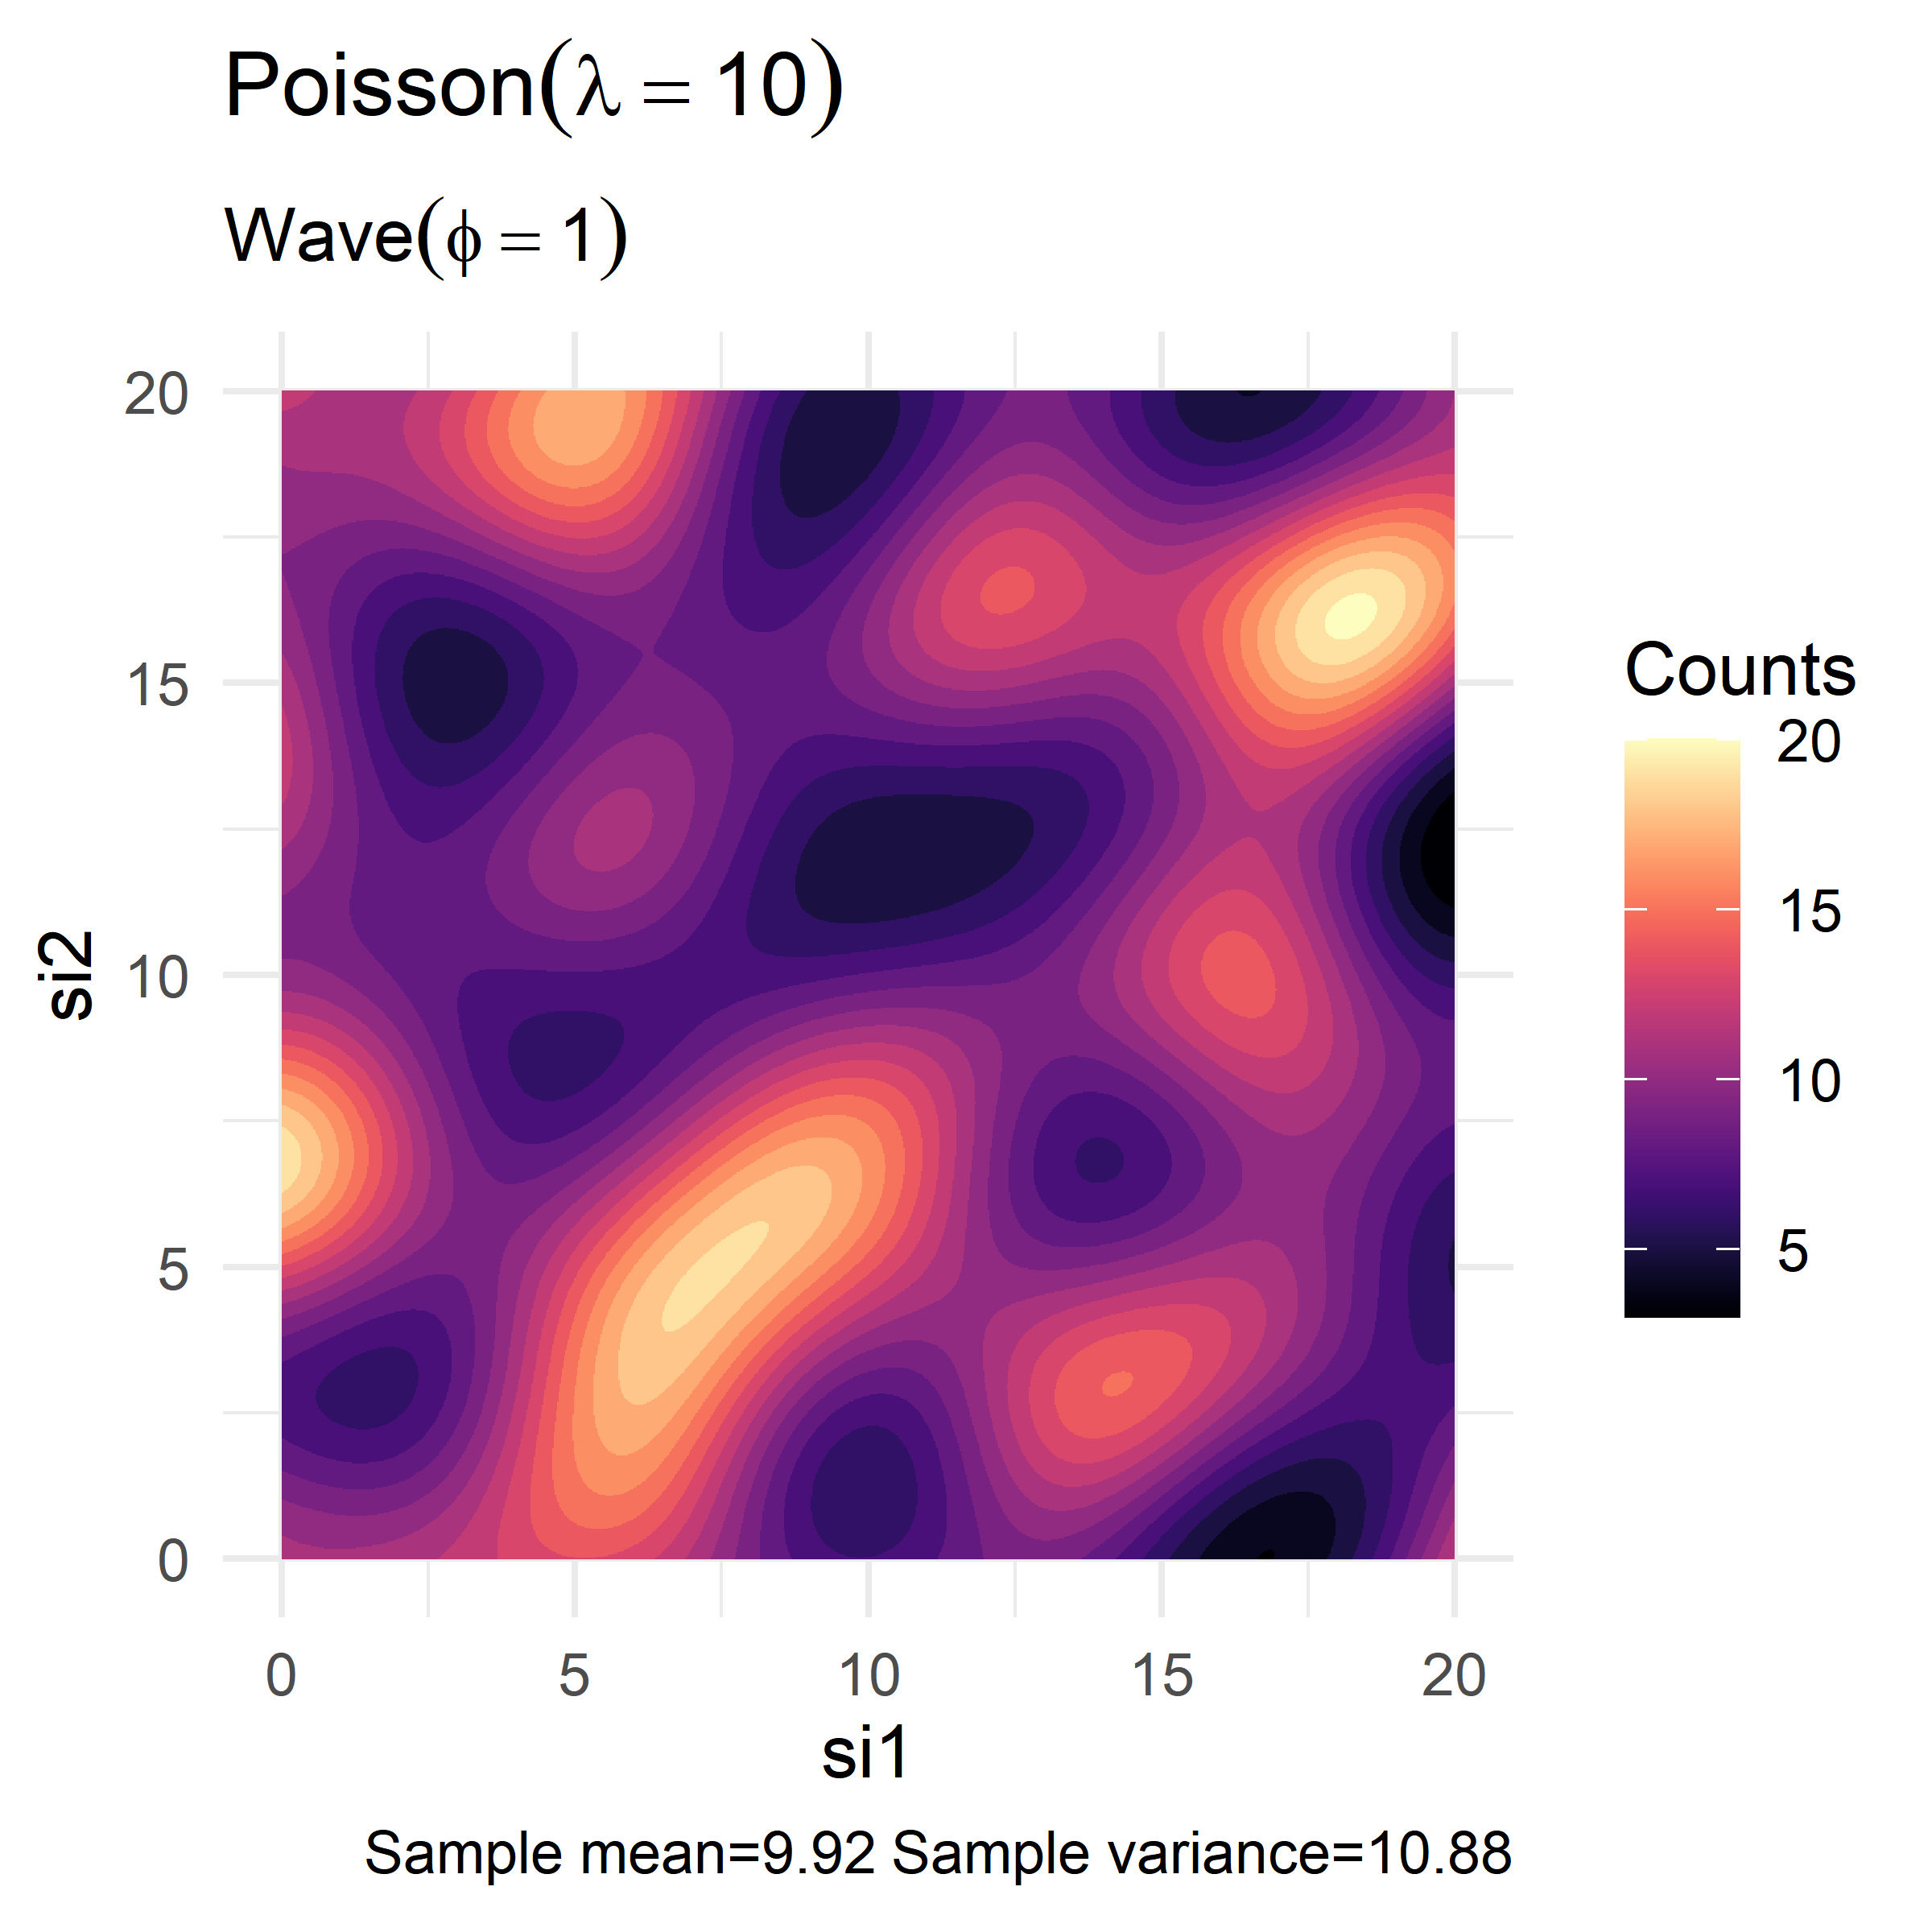 Poisson(λ = 10)
Wave(ϕ = 1)
20
15
10
5
0
si2
0 5 10 15 20
si1
Counts
20
15
10
5
Sample mean=9.92 Sample variance=10.88